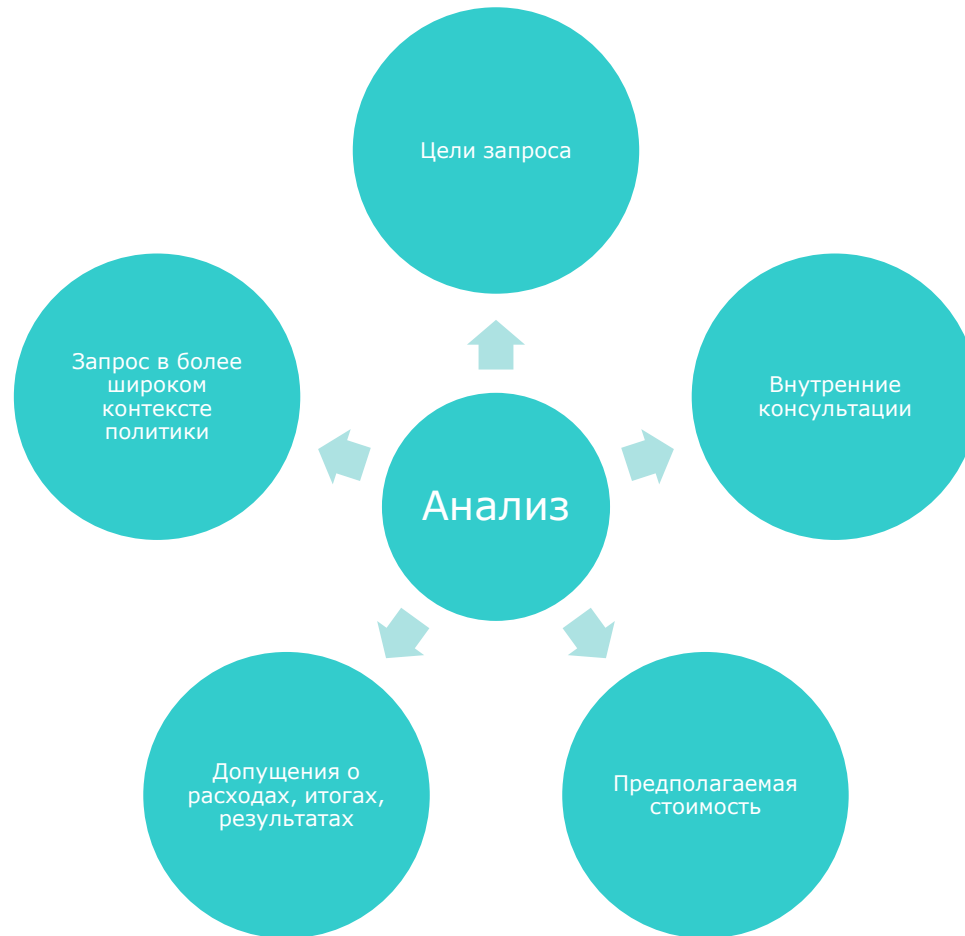 Цели запроса
Запрос в более
широком
контексте
политики
Внутренние
консультации
Анализ
Допущения о
расходах, итогах,
результатах
Предполагаемая
стоимость